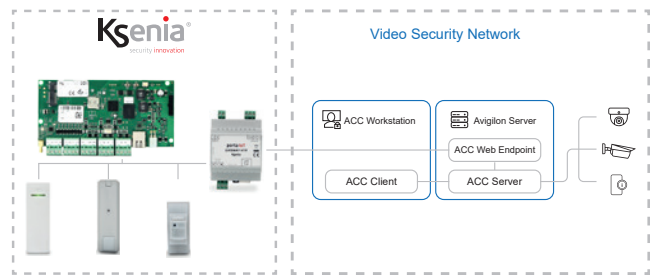 Ksenia®
security innovation
Video Security Network
ACC Workstation
Avigilon Server
ACC Web Endpoint
ACC Client
ACC Server